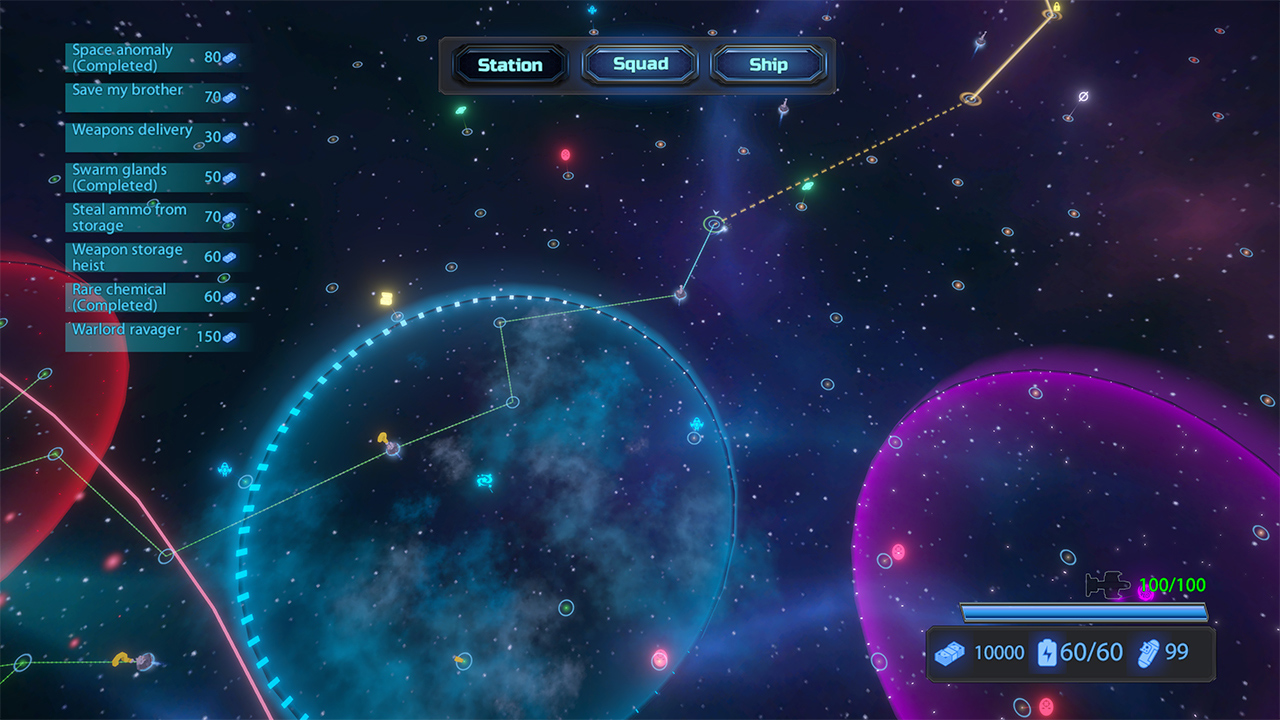 Station Squad Ship
Space anomaly
(Completed) 80
Save my brother 70
Weapons delivery 30
Swarm glands
(Completed) 50
Steal ammo from
storage 70
Weapon storage
heist 60
Rare chemical
(Completed) 60
Warlord ravager 150
100/100
10000 60/60 99